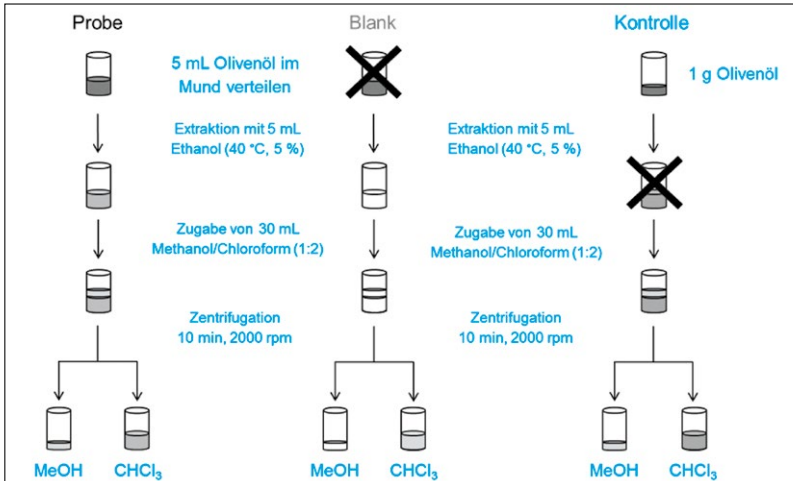 Probe
Blank
Kontrolle
5 mL Olivenöl im
Mund verteilen
1 g Olivenöl
Extraktion mit 5 mL
Ethanol (40 °C, 5 %)
Extraktion mit 5 mL
Ethanol (40 °C, 5 %)
Zugabe von 30 mL
Methanol/Chloroform (1:2)
Zugabe von 30 mL
Methanol/Chloroform (1:2)
Zentrifugation
10 min, 2000 rpm
Zentrifugation
10 min, 2000 rpm
MeOH
CHCl₃
MeOH
CHCl₃
MeOH
CHCl₃